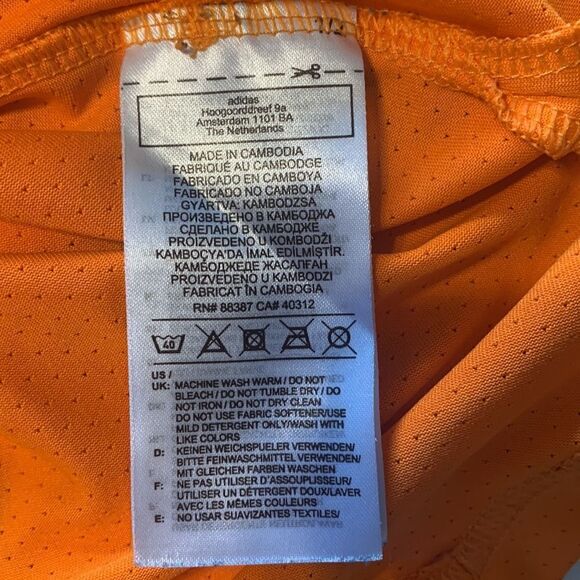 adidas
Hoogoorddreef 9a
Amsterdam 1101 BA
The Netherlands
MADE IN CAMBODIA
FABRIQUÉ AU CAMBODGE
FABRICADO EN CAMBOYA
FABRICADO NO CAMBOJA
GYÁRTVA: KAMBODZSA
ПРОИЗВЕДЕНО В КАМБОДЖА
СДЕЛАНО В КАМБОДЖЕ
PROIZVEDENO U KOMBODŽI
KAMBOÇYA'DA İMAL EDİLMİŞTİR.
КАМБОДЖЕДЕ ЖАСАЛҒАН
PROIZVEDENO U KAMBODZI
FABRICAT ÎN CAMBOGIA
RN# 88387 CA# 40312
40
US /
UK: MACHINE WASH WARM / DO NOT
BLEACH / DO NOT TUMBLE DRY / DO
NOT IRON / DO NOT DRY CLEAN
DO NOT USE FABRIC SOFTENER/USE
MILD DETERGENT ONLY/WASH WITH
LIKE COLORS
D: KEINEN WEICHSPUELER VERWENDEN/
BITTE FEINWASCHMITTEL VERWENDEN/
MIT GLEICHEN FARBEN WASCHEN
F: NE PAS UTILISER D'ASSOUPLISSEUR/
UTILISER UN DÉTERGENT DOUX/LAVER
AVEC LES MÊMES COULEURS
E: NO USAR SUAVIZANTES TEXTILES/